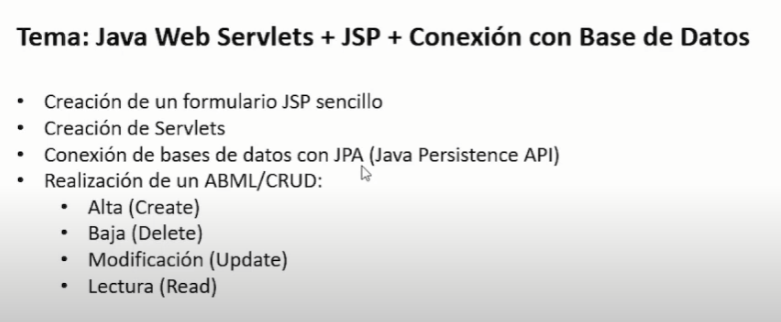 Tema: Java Web Servlets + JSP + Conexión con Base de Datos
• Creación de un formulario JSP sencillo
• Creación de Servlets
• Conexión de bases de datos con JPA (Java Persistence API)
• Realización de un ABML/CRUD:
• Alta (Create)
• Baja (Delete)
• Modificación (Update)
• Lectura (Read)